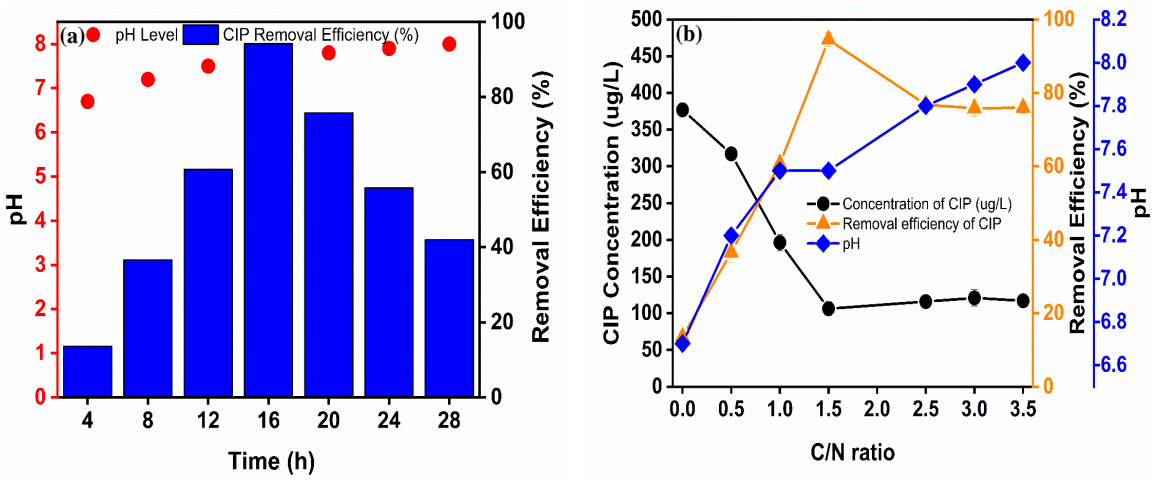 (a)
pH Level
CIP Removal Efficiency (%)
8
7
6
5
4
3
2
1
0
pH
100
80
60
40
20
0
Removal Efficiency (%)
4 8 12 16 20 24 28
Time (h)
(b)
500
450
400
350
300
250
200
150
100
50
0
CIP Concentration (ug/L)
Concentration of CIP (ug/L)
Removal efficiency of CIP
pH
100
80
60
40
20
0
Removal Efficiency (%)
8.2
8.0
7.8
7.6
7.4
7.2
7.0
6.8
6.6
pH
0.0 0.5 1.0 1.5 2.0 2.5 3.0 3.5
C/N ratio